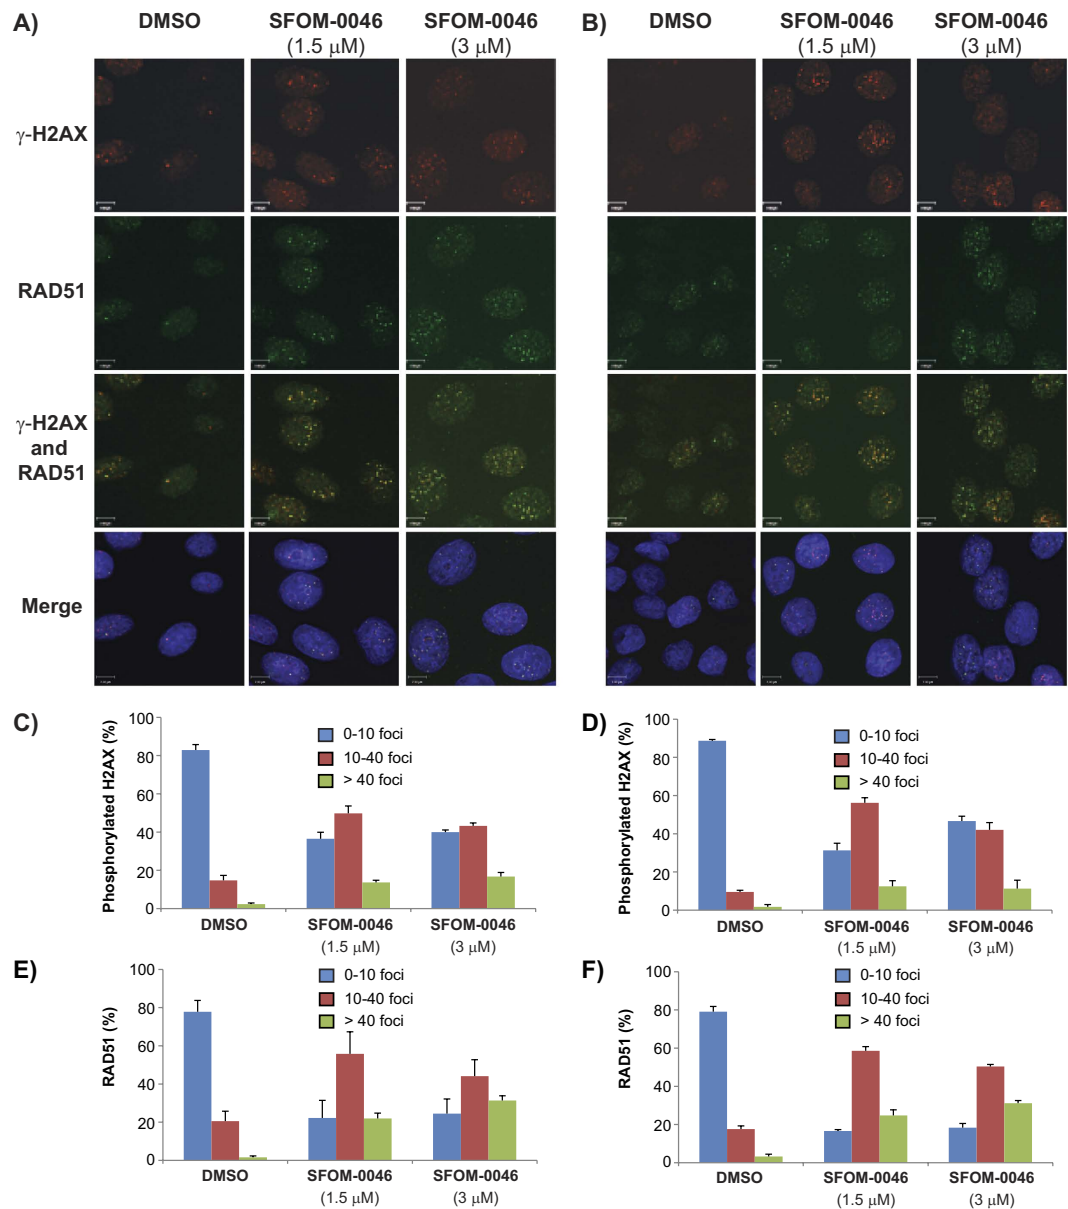 A)
DMSO
SFOM-0046
(1.5 μM)
SFOM-0046
(3 μM)
B)
DMSO
SFOM-0046
(1.5 μM)
SFOM-0046
(3 μM)
γ-H2AX
RAD51
γ-H2AX
and
RAD51
Merge
C)
Phosphorylated H2AX (%)
100
80
60
40
20
0
0-10 foci
10-40 foci
> 40 foci
DMSO
SFOM-0046
(1.5 μM)
SFOM-0046
(3 μM)
D)
Phosphorylated H2AX (%)
100
80
60
40
20
0
0-10 foci
10-40 foci
> 40 foci
DMSO
SFOM-0046
(1.5 μM)
SFOM-0046
(3 μM)
E)
RAD51 (%)
100
80
60
40
20
0
0-10 foci
10-40 foci
> 40 foci
DMSO
SFOM-0046
(1.5 μM)
SFOM-0046
(3 μM)
F)
RAD51 (%)
100
80
60
40
20
0
0-10 foci
10-40 foci
> 40 foci
DMSO
SFOM-0046
(1.5 μM)
SFOM-0046
(3 μM)